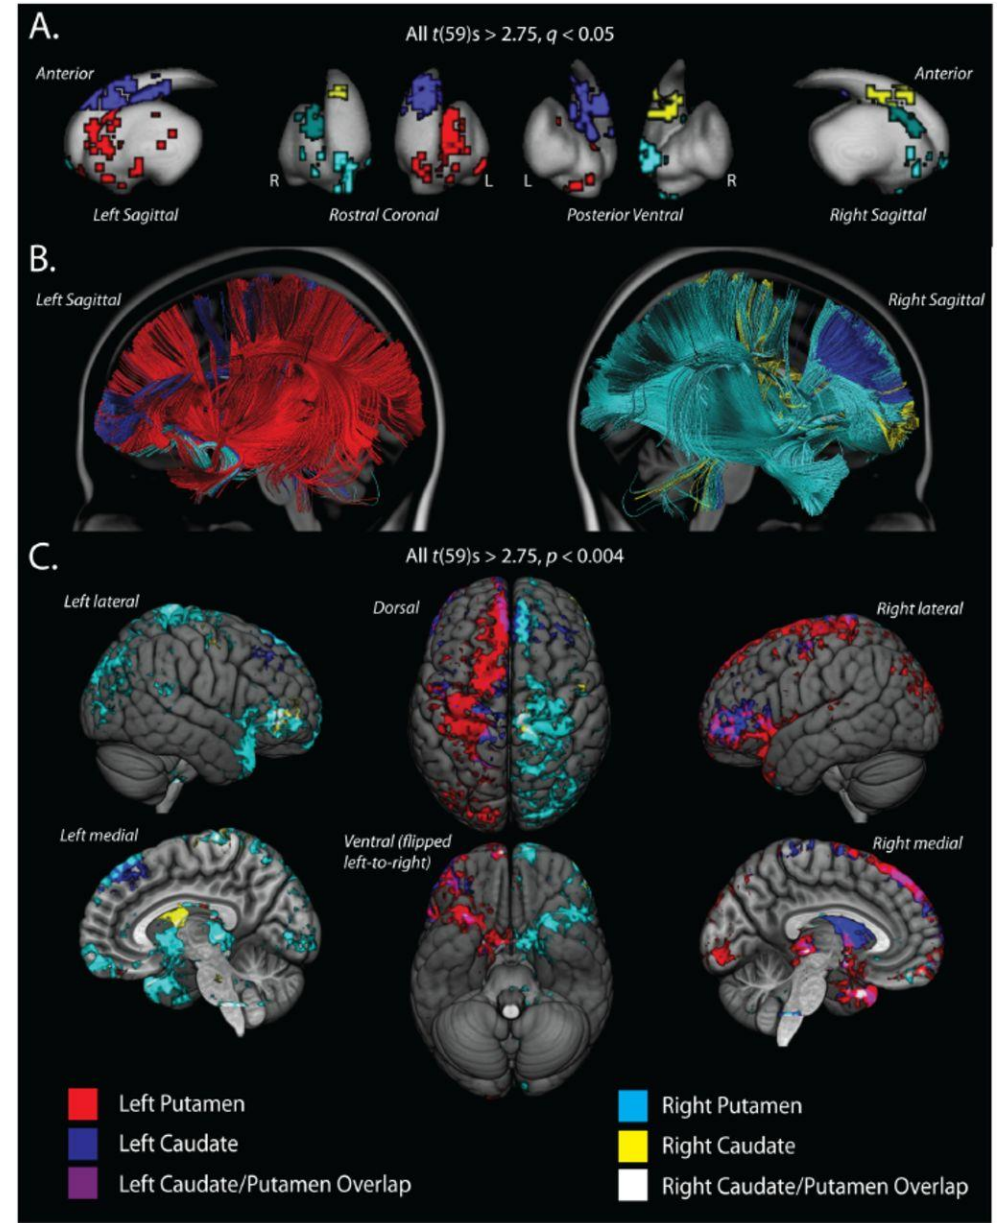 A.
All t(59)s > 2.75, q < 0.05
Anterior
Anterior
R
L
L
R
Left Sagittal
Rostral Coronal
Posterior Ventral
Right Sagittal
B.
Left Sagittal
Right Sagittal
C.
All t(59)s > 2.75, p < 0.004
Left lateral
Dorsal
Right lateral
Left medial
Ventral (flipped
left-to-right)
Right medial
Left Putamen
Left Caudate
Left Caudate/Putamen Overlap
Right Putamen
Right Caudate
Right Caudate/Putamen Overlap